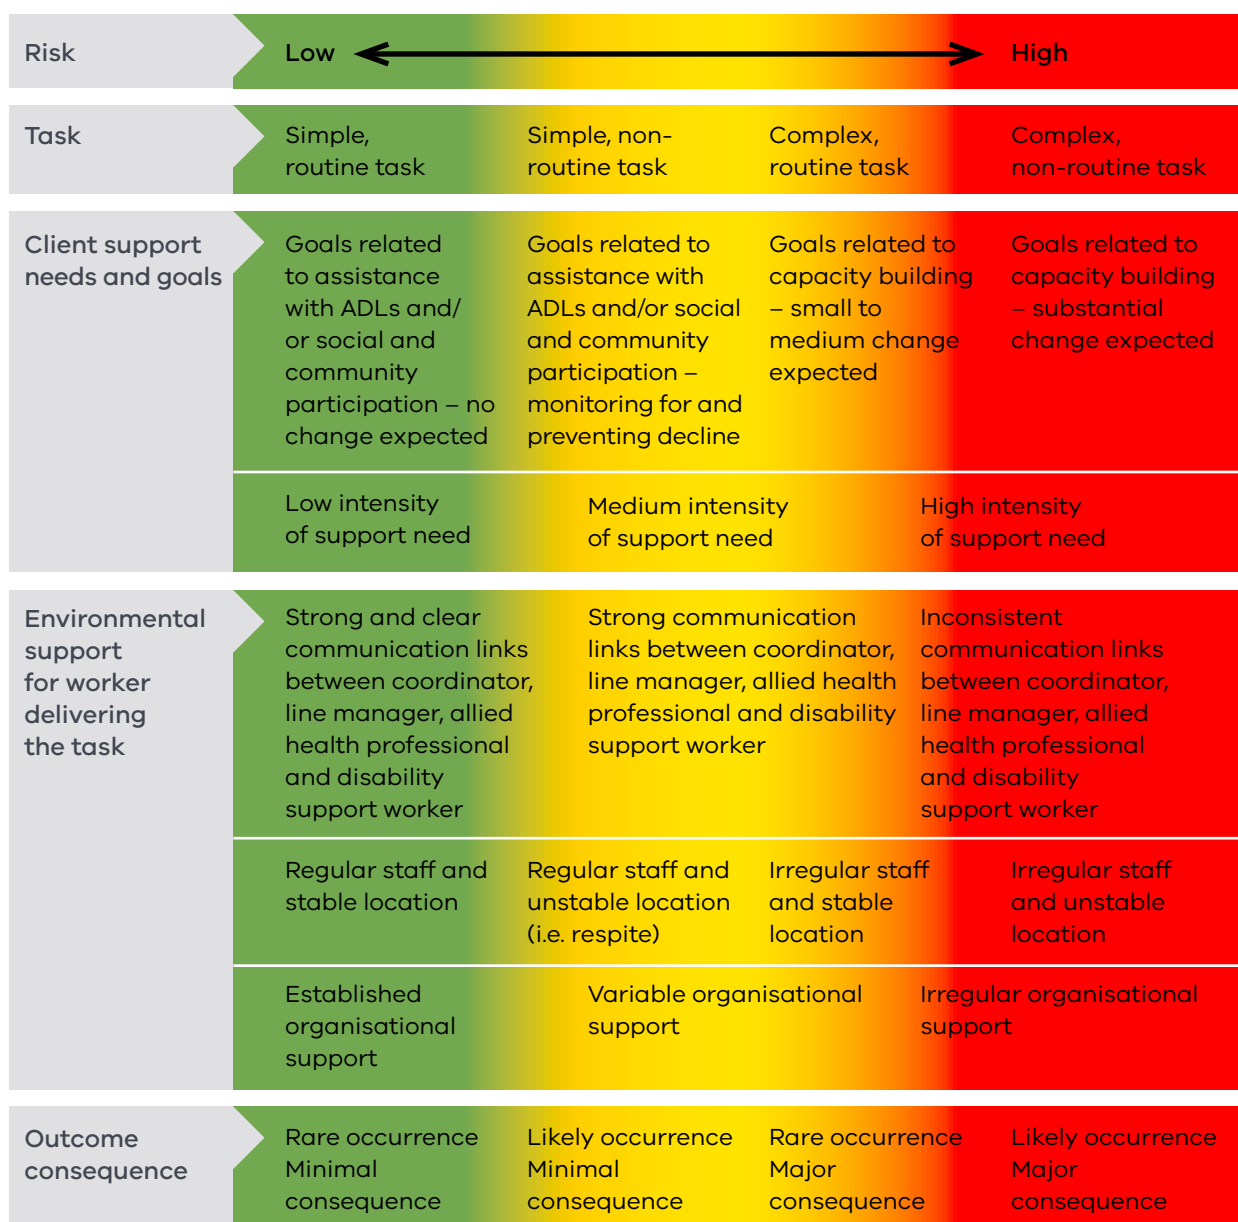 Risk
Low
High
Task
Simple,
routine task
Simple, non-
routine task
Complex,
routine task
Complex,
non-routine task
Client support
needs and goals
Goals related
to assistance
with ADLs and/
or social and
community
participation – no
change expected
Goals related to
assistance with
ADLs and/or social
and community
participation –
monitoring for and
preventing decline
Goals related to
capacity building
– small to
medium change
expected
Goals related to
capacity building
– substantial
change expected
Low intensity
of support need
Medium intensity
of support need
High intensity
of support need
Environmental
support
for worker
delivering
the task
Strong and clear
communication links
between coordinator,
line manager, allied
health professional
and disability
support worker
Strong communication
links between coordinator,
line manager, allied health
professional and disability
support worker
Inconsistent
communication links
between coordinator,
line manager, allied
health professional
and disability
support worker
Regular staff and
stable location
Regular staff and
unstable location
(i.e. respite)
Irregular staff
and stable
location
Irregular staff
and unstable
location
Established
organisational
support
Variable organisational
support
Irregular organisational
support
Outcome
consequence
Rare occurrence
Minimal
consequence
Likely occurrence
Minimal
consequence
Rare occurrence
Major
consequence
Likely occurrence
Major
consequence